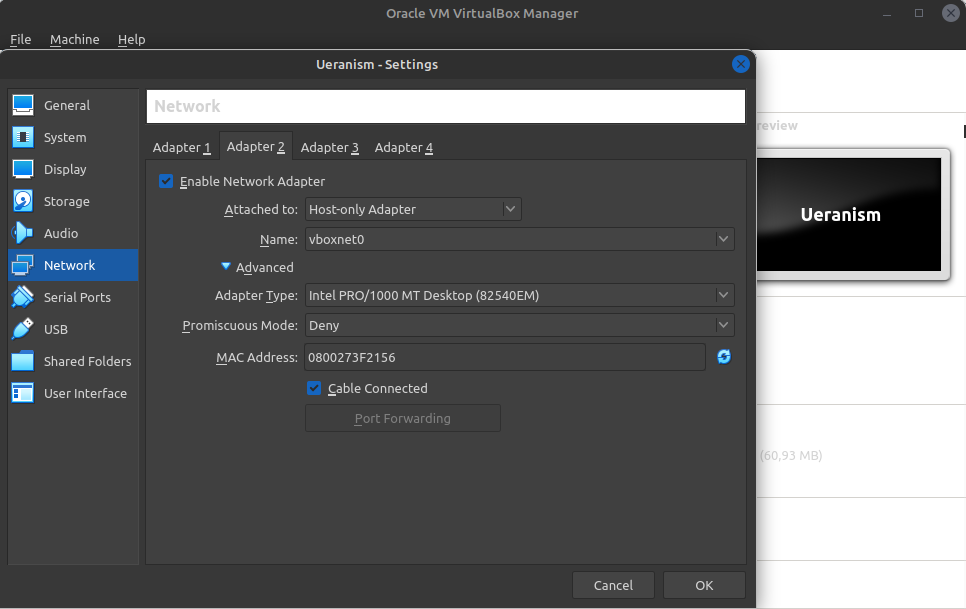 Oracle VM VirtualBox Manager
File Machine Help
Ueranism - Settings
General
System
Display
Storage
Audio
Network
Serial Ports
USB
Shared Folders
User Interface
Network
Adapter 1 Adapter 2 Adapter 3 Adapter 4
Enable Network Adapter
Attached to: Host-only Adapter
Name: vboxnet0
Advanced
Adapter Type: Intel PRO/1000 MT Desktop (82540EM)
Promiscuous Mode: Deny
MAC Address: 0800273F2156
Cable Connected
Port Forwarding
Cancel OK
review
Ueranism
(60,93 MB)